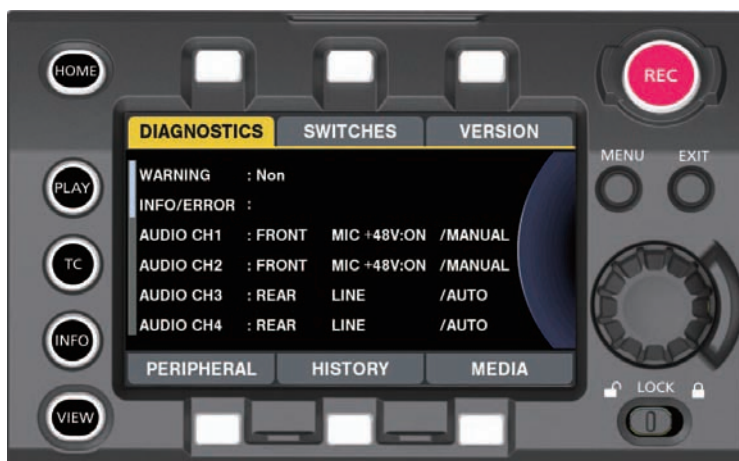 HOME
REC
DIAGNOSTICS SWITCHES VERSION
MENU EXIT
WARNING : Non
PLAY
INFO/ERROR :
AUDIO CH1 : FRONT MIC +48V:ON /MANUAL
TC
AUDIO CH2 : FRONT MIC +48V:ON /MANUAL
AUDIO CH3 : REAR LINE /AUTO
AUDIO CH4 : REAR LINE /AUTO
INFO
PERIPHERAL HISTORY MEDIA
LOCK
VIEW